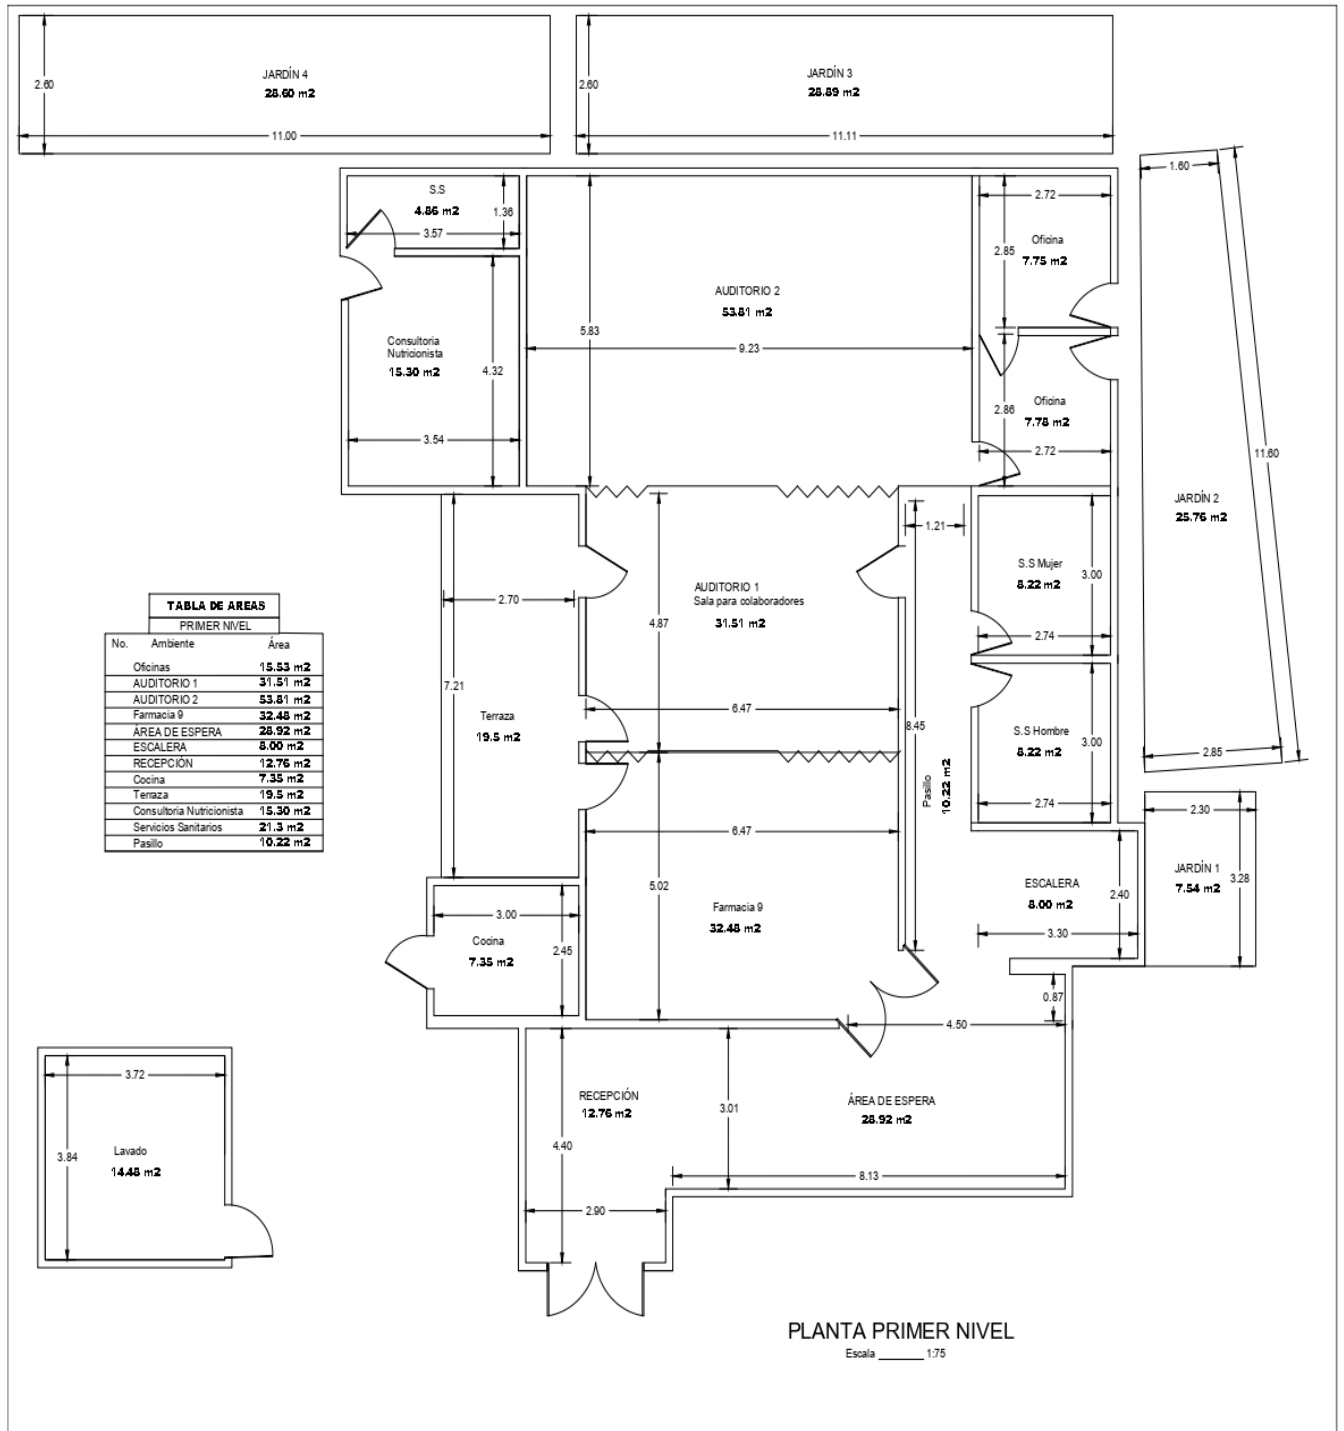 JARDÍN 4
28.60 m2
2.60
11.00
JARDÍN 3
28.89 m2
2.60
11.11
1.60
S.S
4.86 m2
1.36
3.57
2.72
Oficina
7.75 m2
2.85
AUDITORIO 2
53.81 m2
5.83
9.23
Consultoria
Nutricionista
15.30 m2
4.32
3.54
Oficina
7.78 m2
2.86
2.72
11.60
JARDÍN 2
25.76 m2
2.85
1.21
S.S Mujer
8.22 m2
3.00
2.74
AUDITORIO 1
Sala para colaboradores
31.51 m2
4.87
6.47
2.70
7.21
Terraza
19.5 m2
8.45
Pasillo
10.22 m2
S.S Hombre
8.22 m2
3.00
2.74
TABLA DE AREAS
PRIMER NIVEL
No. Ambiente Área
Oficinas 15.53 m2
AUDITORIO 1 31.51 m2
AUDITORIO 2 53.81 m2
Farmacia 9 32.48 m2
ÁREA DE ESPERA 28.92 m2
ESCALERA 8.00 m2
RECEPCIÓN 12.76 m2
Cocina 7.35 m2
Terraza 19.5 m2
Consultoria Nutricionista 15.30 m2
Servicios Sanitarios 21.3 m2
Pasillo 10.22 m2
2.30
JARDÍN 1
7.54 m2
3.28
6.47
5.02
Farmacia 9
32.48 m2
ESCALERA
8.00 m2
2.40
3.30
3.00
Cocina
7.35 m2
2.45
0.87
4.50
RECEPCIÓN
12.76 m2
4.40
3.01
ÁREA DE ESPERA
28.92 m2
8.13
2.90
3.72
3.84
Lavado
14.48 m2
PLANTA PRIMER NIVEL
Escala ______ 1:75